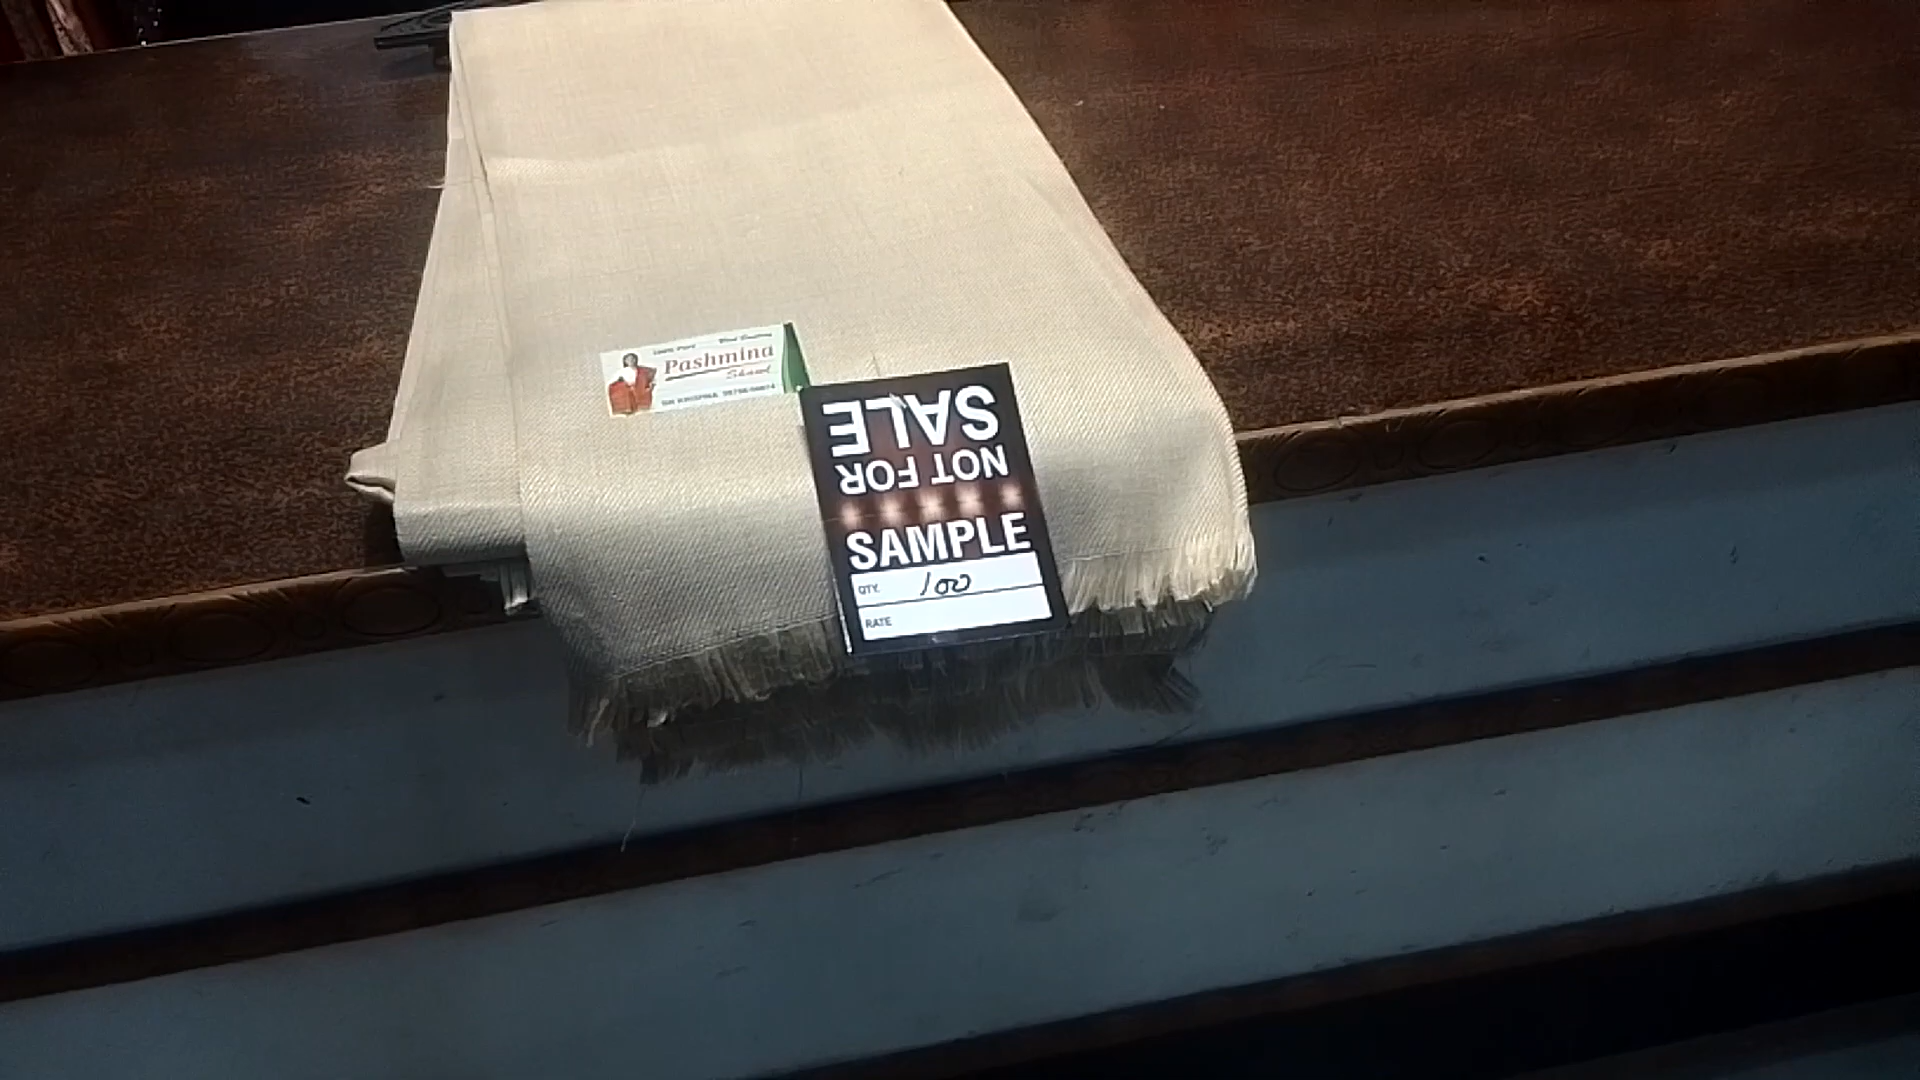 Pashmina
Shawl
SALE
NOT FOR
SAMPLE
QTY. 100
RATE